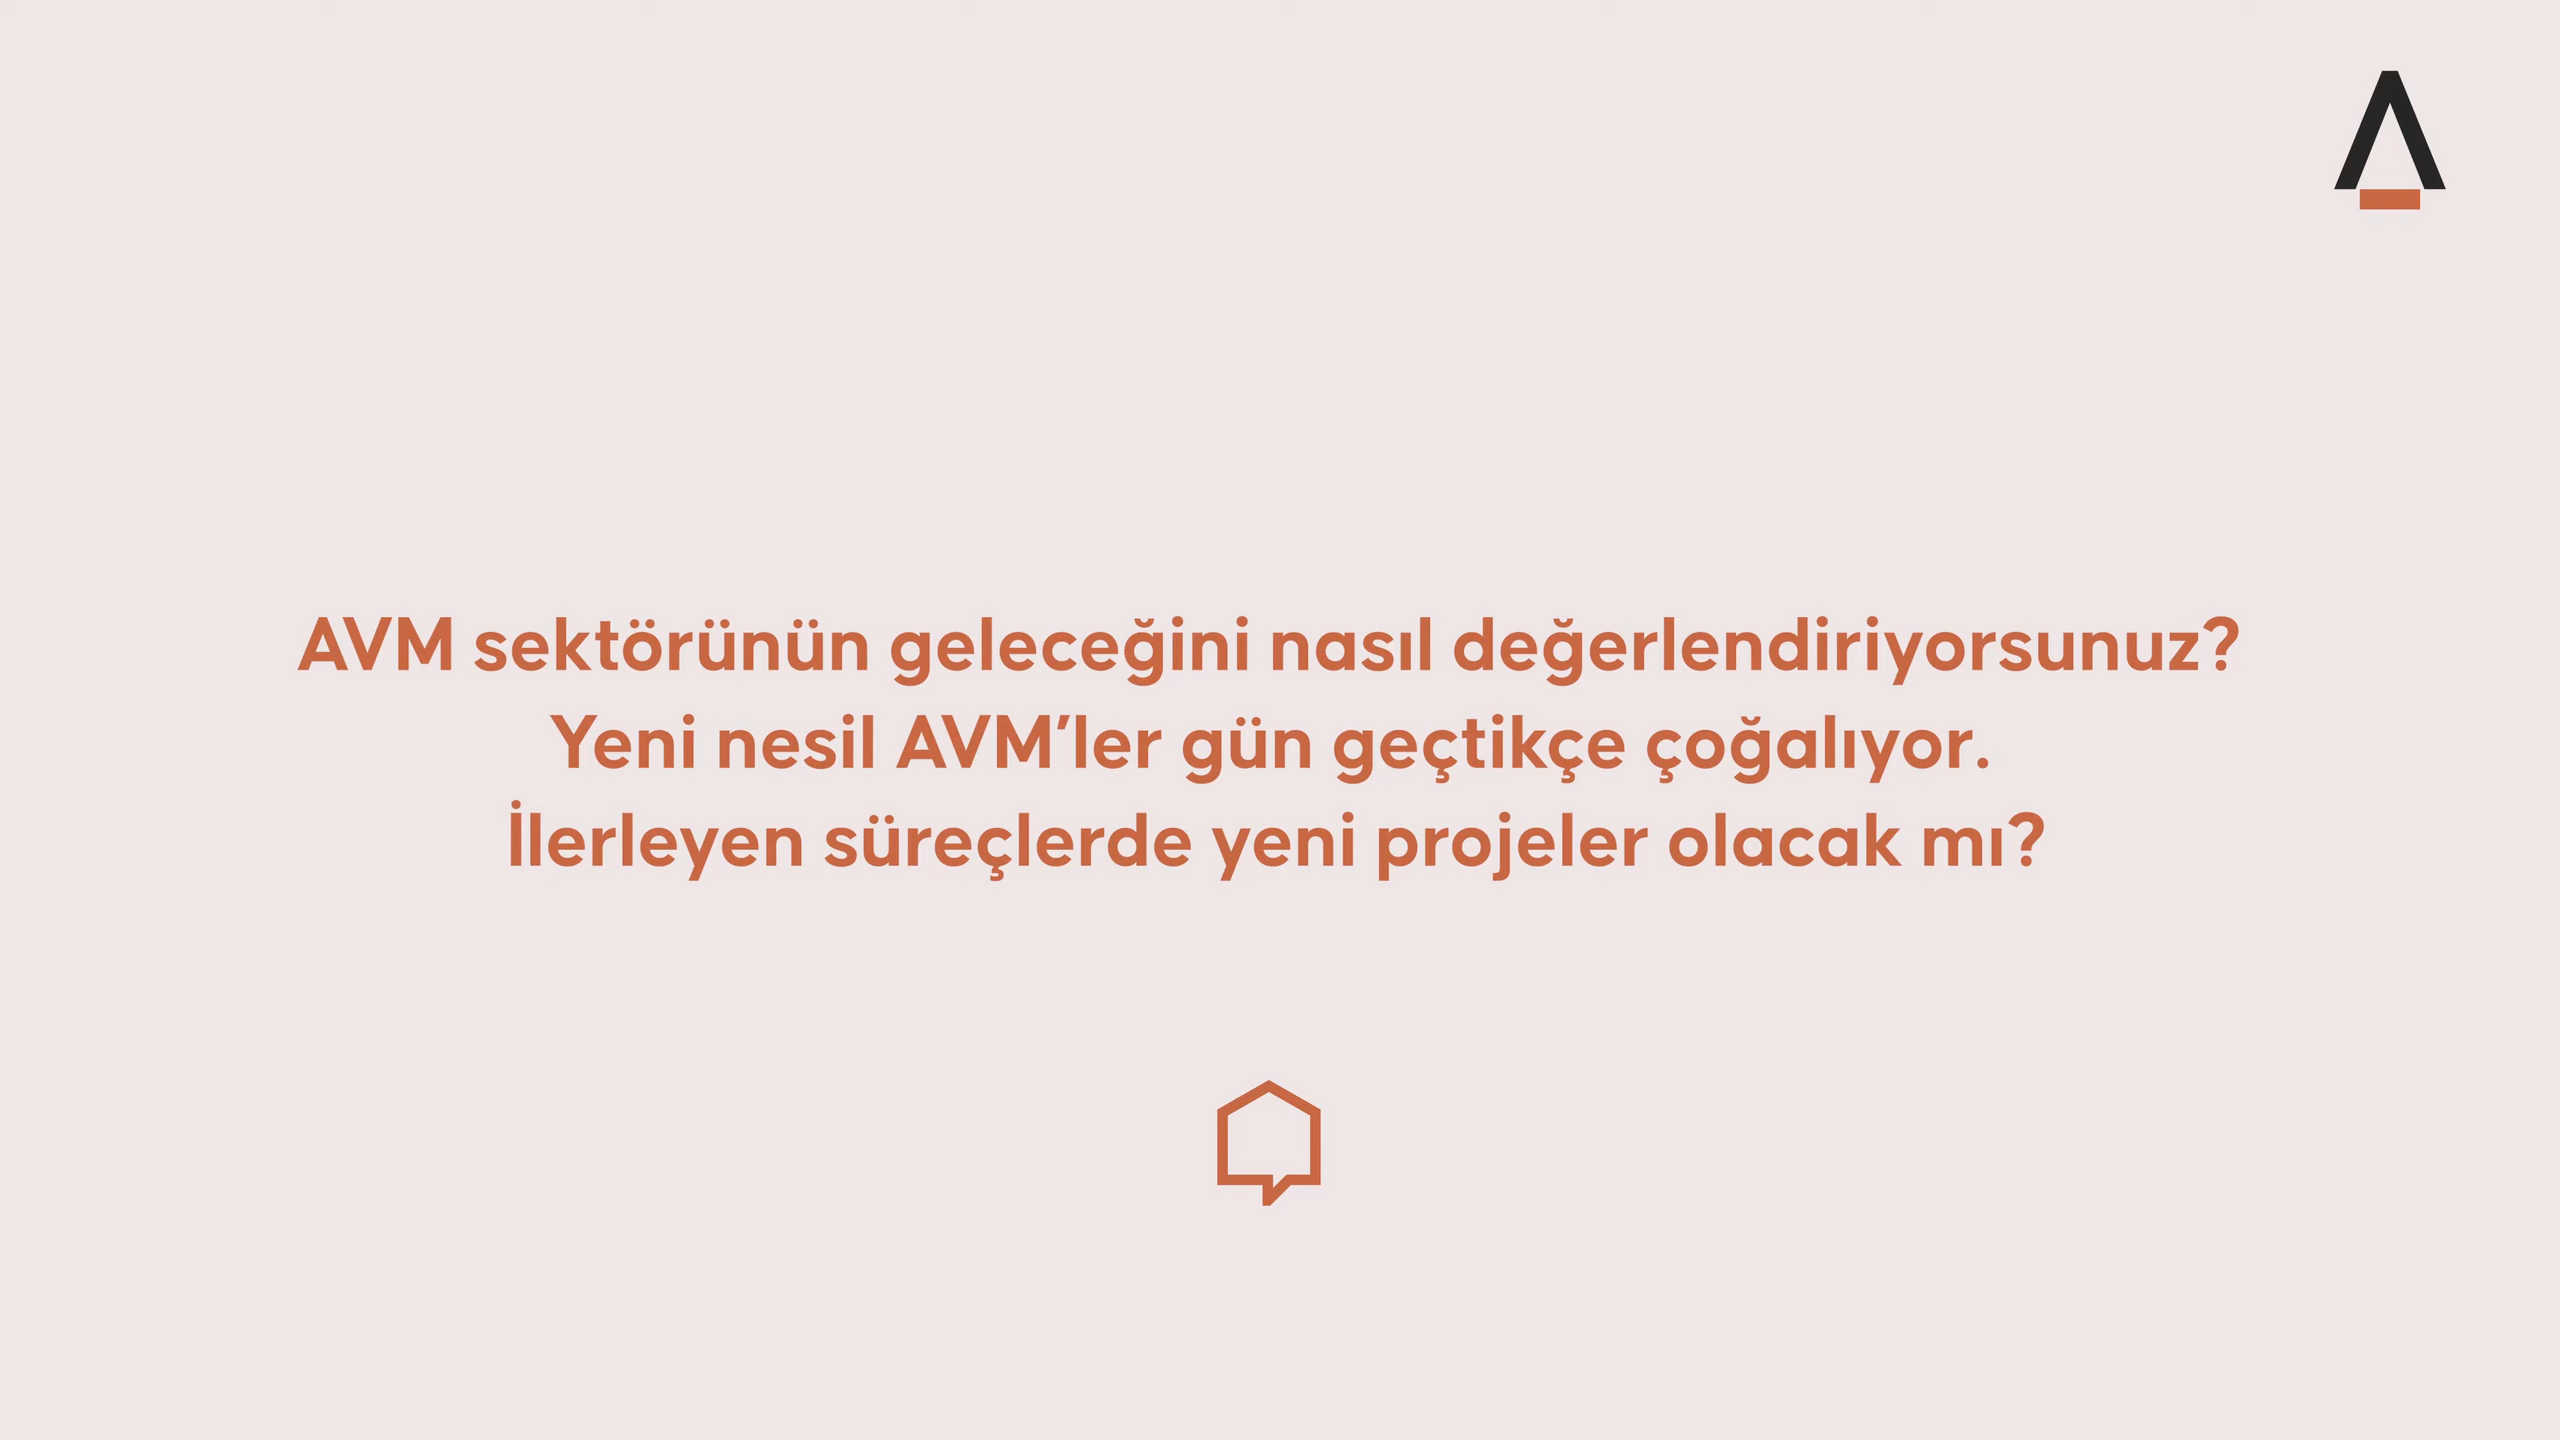 AVM sektörünün geleceğini nasıl değerlendiriyorsunuz?
Yeni nesil AVM’ler gün geçtikçe çoğalıyor.
İlerleyen süreçlerde yeni projeler olacak mı?